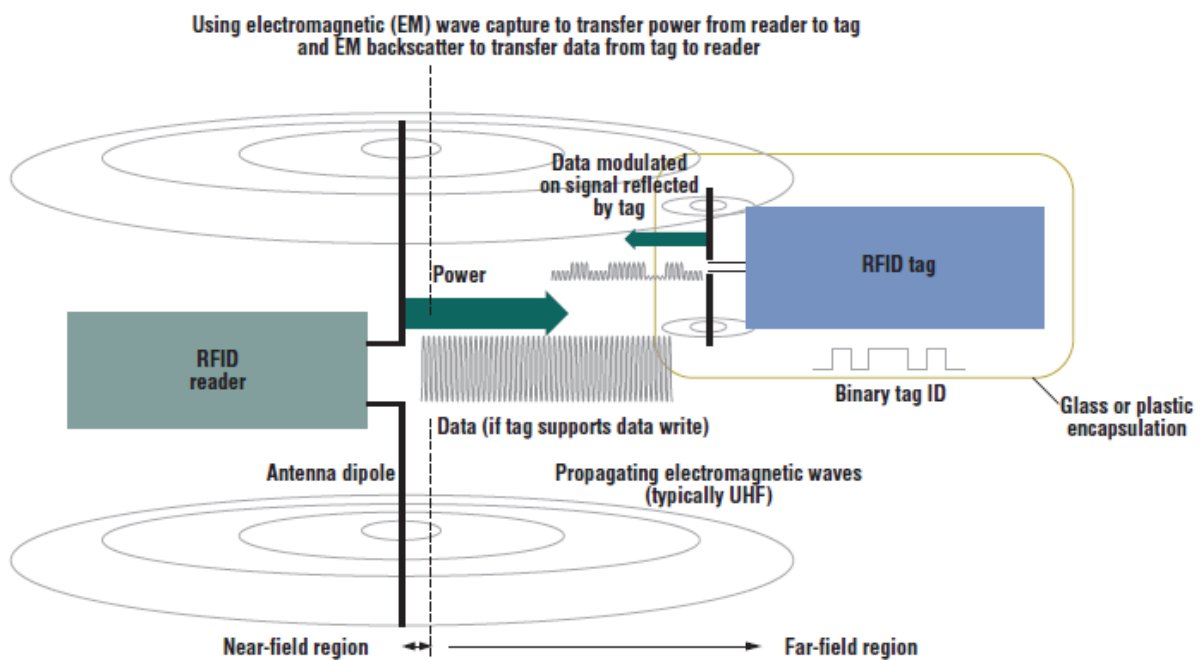 Using electromagnetic (EM) wave capture to transfer power from reader to tag
and EM backscatter to transfer data from tag to reader
Data modulated
on signal reflected
by tag
RFID tag
Power
RFID
reader
Binary tag ID
Glass or plastic
encapsulation
Data (if tag supports data write)
Antenna dipole
Propagating electromagnetic waves
(typically UHF)
Near-field region
Far-field region